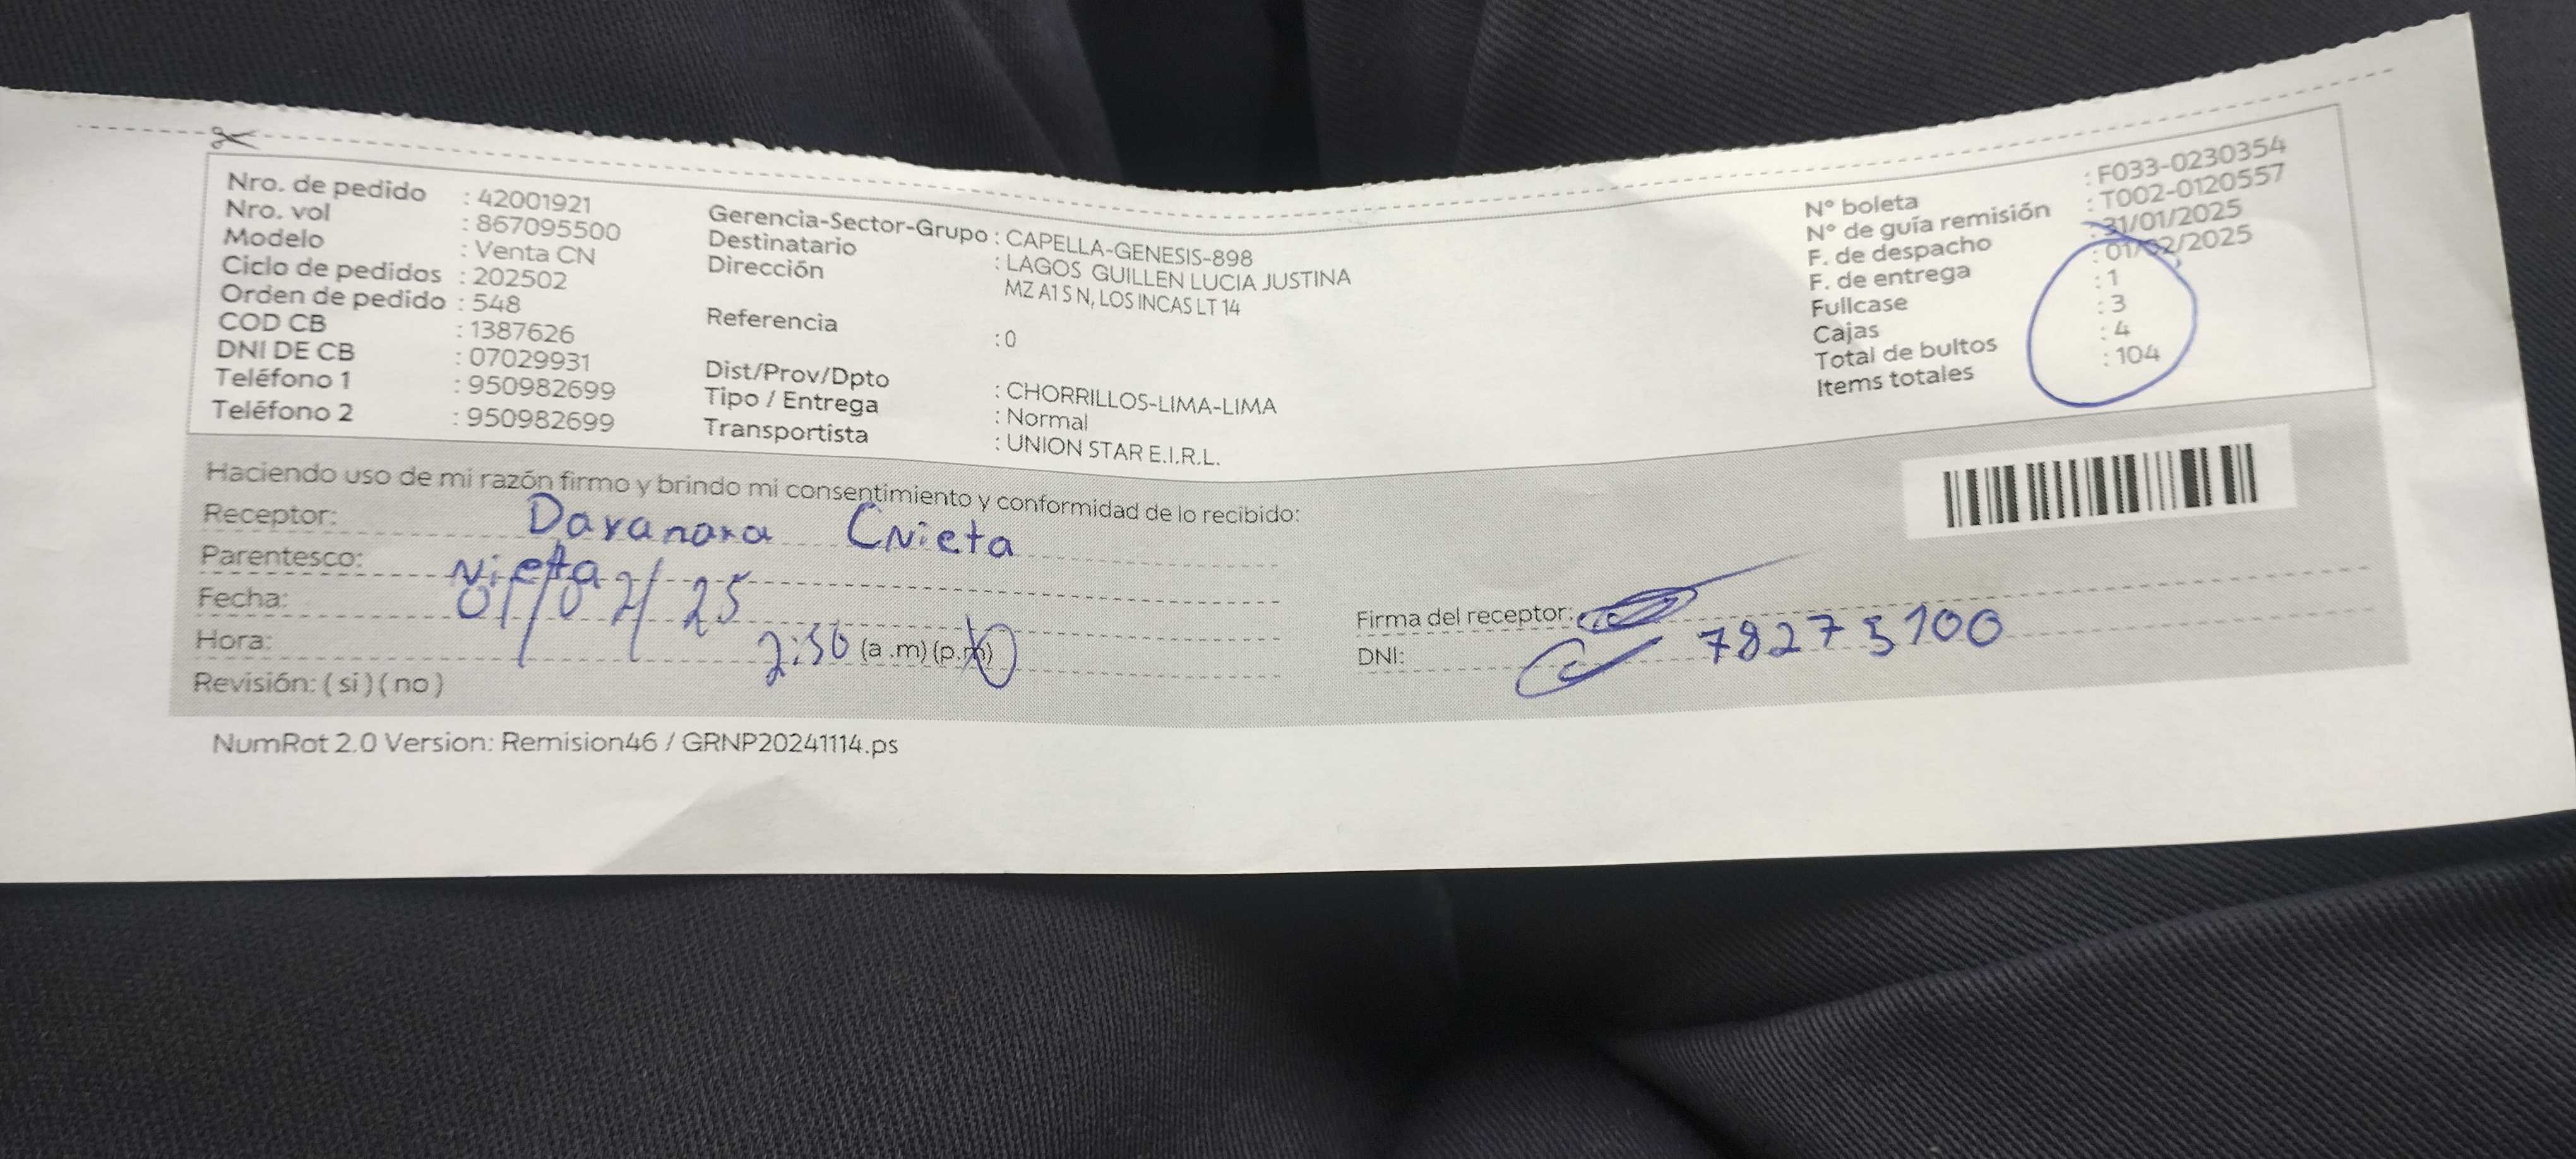 Nro. de pedido : 42001921
Nro. vol : 867095500
Modelo : Venta CN
Ciclo de pedidos : 202502
Orden de pedido : 548
COD CB : 1387626
DNI DE CB : 07029931
Teléfono 1 : 950982699
Teléfono 2 : 950982699
Gerencia-Sector-Grupo : CAPELLA-GENESIS-898
Destinatario : LAGOS GUILLEN LUCIA JUSTINA
Dirección MZ A1 S N, LOS INCAS LT 14
Referencia : 0
Dist/Prov/Dpto : CHORRILLOS-LIMA-LIMA
Tipo / Entrega : Normal
Transportista : UNION STAR E.I.R.L.
N° boleta : F033-0230354
N° de guía remisión : T002-0120557
F. de despacho : 31/01/2025
F. de entrega : 01/02/2025
Fullcase : 1
Cajas : 3
Total de bultos : 4
Items totales : 104
Haciendo uso de mi razón firmo y brindo mi consentimiento y conformidad de lo recibido:
Receptor: Dayanara Cnieta
Parentesco: Nieta
Fecha: 01/02/25
Hora: 2:50 (a .m) (p.m)
Revisión: ( si ) ( no )
Firma del receptor:
DNI: 78275100
NumRot 2.0 Version: Remision46 / GRNP20241114.ps